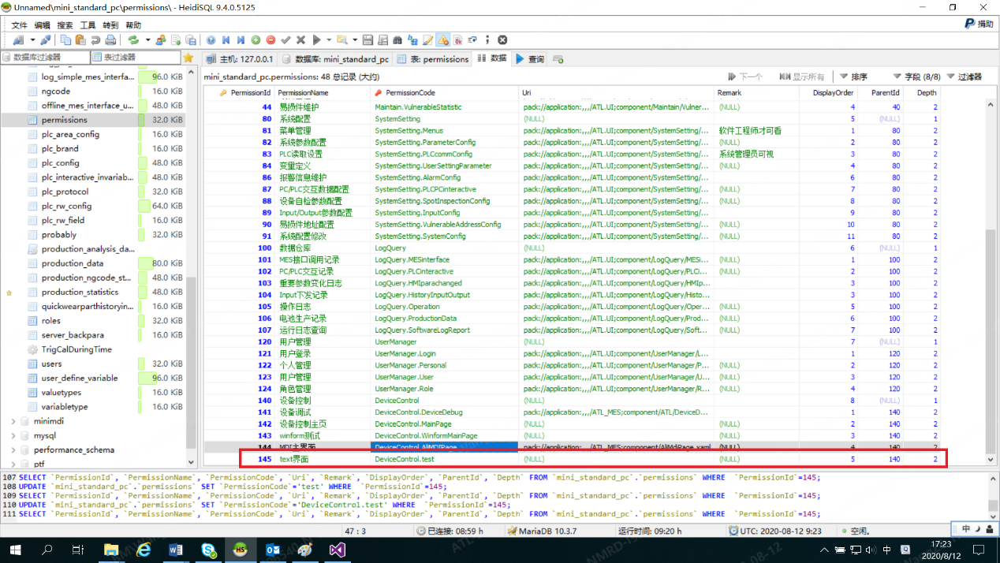 Unnamed\mini_standard_pc\permissions\ - HeidiSQL 9.4.0.5125
文件 编辑 搜索 工具 转到 帮助
捐助
数据库过滤器 表过滤器
主机: 127.0.0.1 数据库: mini_standard_pc 表: permissions 数据 查询
log_simple_mes_interfa... 96.0 KiB
ngcode 16.0 KiB
offline_mes_interface_u... 48.0 KiB
permissions 32.0 KiB
plc_area_config 16.0 KiB
plc_brand 16.0 KiB
plc_config 48.0 KiB
plc_interactive_invariab... 48.0 KiB
plc_protocol 32.0 KiB
plc_rw_config 64.0 KiB
plc_rw_field 16.0 KiB
probably 32.0 KiB
production_analysis_da...
production_data 80.0 KiB
production_ngcode_st... 48.0 KiB
production_statistics 48.0 KiB
quickwearparthistoryin... 16.0 KiB
roles 32.0 KiB
server_backpara 16.0 KiB
TrigCalDuringTime
users 32.0 KiB
user_define_variable 96.0 KiB
valuetypes 16.0 KiB
variabletype 16.0 KiB
minimdi
mysql
performance_schema
ptf
mini_standard_pc.permissions: 48 总记录 (大约) 下一个 显示所有 排序 字段 (8/8) 过滤器
PermissionId PermissionName PermissionCode Uri Remark DisplayOrder ParentId Depth
44 易损件维护 Maintain.VulnerableStatistic pack://application:,,,/ATL.UI;component/Maintain/Vulner... (NULL) 4 40 2
80 系统配置 SystemSetting (NULL) 5 (NULL) 1
81 菜单管理 SystemSetting.Menus pack://application:,,,/ATL.UI;component/SystemSetting/... 软件工程师才可看 1 80 2
82 系统参数配置 SystemSetting.ParameterConfig pack://application:,,,/ATL.UI;component/SystemSetting/... (NULL) 2 80 2
83 PLC读取设置 SystemSetting.PLCcommConfig pack://application:,,,/ATL.UI;component/SystemSetting/... 系统管理员可视 3 80 2
84 变量定义 SystemSetting.UserSettingParameter pack://application:,,,/ATL.UI;component/SystemSetting/... (NULL) 4 80 2
86 报警信息维护 SystemSetting.AlarmConfig pack://application:,,,/ATL.UI;component/SystemSetting/... 6 80 2
87 PC/PLC交互数据配置 SystemSetting.PLCPCinteractive pack://application:,,,/ATL.UI;component/SystemSetting/... (NULL) 7 80 2
88 设备自检参数配置 SystemSetting.SpotInspectionConfig pack://application:,,,/ATL.UI;component/SystemSetting/... (NULL) 8 80 2
89 Input/Output参数配置 SystemSetting.InputConfig pack://application:,,,/ATL.UI;component/SystemSetting/... 9 80 2
90 易损件地址配置 SystemSetting.VulnerableAddressConfig pack://application:,,,/ATL.UI;component/SystemSetting/... (NULL) 10 80 2
91 系统配置修改 SystemSetting.SystemConfig pack://application:,,,/ATL.UI;component/SystemSetting/... (NULL) 11 80 2
100 数据仓库 LogQuery (NULL) 6 (NULL) 1
101 MES接口调用记录 LogQuery.MESinterface pack://application:,,,/ATL.UI;component/LogQuery/MESi... (NULL) 1 100 2
102 PC/PLC交互记录 LogQuery.PLCinteractive pack://application:,,,/ATL.UI;component/LogQuery/PLCi... (NULL) 2 100 2
103 重要参数变化日志 LogQuery.HMIparachanged pack://application:,,,/ATL.UI;component/LogQuery/HMIp... 3 100 2
104 Input下发记录 LogQuery.HistoryInputOutput pack://application:,,,/ATL.UI;component/LogQuery/Histo... 3 100 2
105 操作日志 LogQuery.Operation pack://application:,,,/ATL.UI;component/LogQuery/Oper... (NULL) 5 100 2
106 电池生产记录 LogQuery.ProductionData pack://application:,,,/ATL.UI;component/LogQuery/Prod... (NULL) 6 100 2
107 运行日志查询 LogQuery.SoftwareLogReport pack://application:,,,/ATL.UI;component/LogQuery/Soft... (NULL) 7 100 2
120 用户管理 UserManager (NULL) 7 (NULL) 1
121 用户登录 UserManager.Login pack://application:,,,/ATL.UI;component/UserManager/L... 1 120 2
122 个人管理 UserManager.Personal pack://application:,,,/ATL.UI;component/UserManager/P... (NULL) 2 120 2
123 用户管理 UserManager.User pack://application:,,,/ATL.UI;component/UserManager/U... (NULL) 3 120 2
124 角色管理 UserManager.Role pack://application:,,,/ATL.UI;component/UserManager/R... (NULL) 4 120 2
140 设备控制 DeviceControl (NULL) 8 (NULL) 1
141 设备调试 DeviceControl.DeviceDebug pack://application:,,,/ATL_MES;component/ATL/DeviceD... 1 140 2
142 设备控制主页 DeviceControl.MainPage (NULL) (NULL) 2 140 2
143 winform测试 DeviceControl.WinformMainPage (NULL) (NULL) 3 140 2
144 MDI主界面 DeviceControl.AliMDIPage pack://application:,,,/ATL_MES;component/AliMdiPage.xaml (NULL) 4 140 2
145 text界面 DeviceControl.test (NULL) (NULL) 5 140 2
107 SELECT `PermissionId`, `PermissionName`, `PermissionCode`, `Uri`, `Remark`, `DisplayOrder`, `ParentId`, `Depth` FROM `mini_standard_pc`.`permissions` WHERE `PermissionId`=145;
108 UPDATE `mini_standard_pc`.`permissions` SET `PermissionCode`='test' WHERE `PermissionId`=145;
109 SELECT `PermissionId`, `PermissionName`, `PermissionCode`, `Uri`, `Remark`, `DisplayOrder`, `ParentId`, `Depth` FROM `mini_standard_pc`.`permissions` WHERE `PermissionId`=145;
110 UPDATE `mini_standard_pc`.`permissions` SET `PermissionCode`='DeviceControl.test' WHERE `PermissionId`=145;
111 SELECT `PermissionId`, `PermissionName`, `PermissionCode`, `Uri`, `Remark`, `DisplayOrder`, `ParentId`, `Depth` FROM `mini_standard_pc`.`permissions` WHERE `PermissionId`=145;
47 : 3 已连接: 08:59 h MariaDB 10.3.7 运行时间: 09:20 h UTC: 2020-08-12 9:23 空闲。 中
中 17:23
2020/8/12